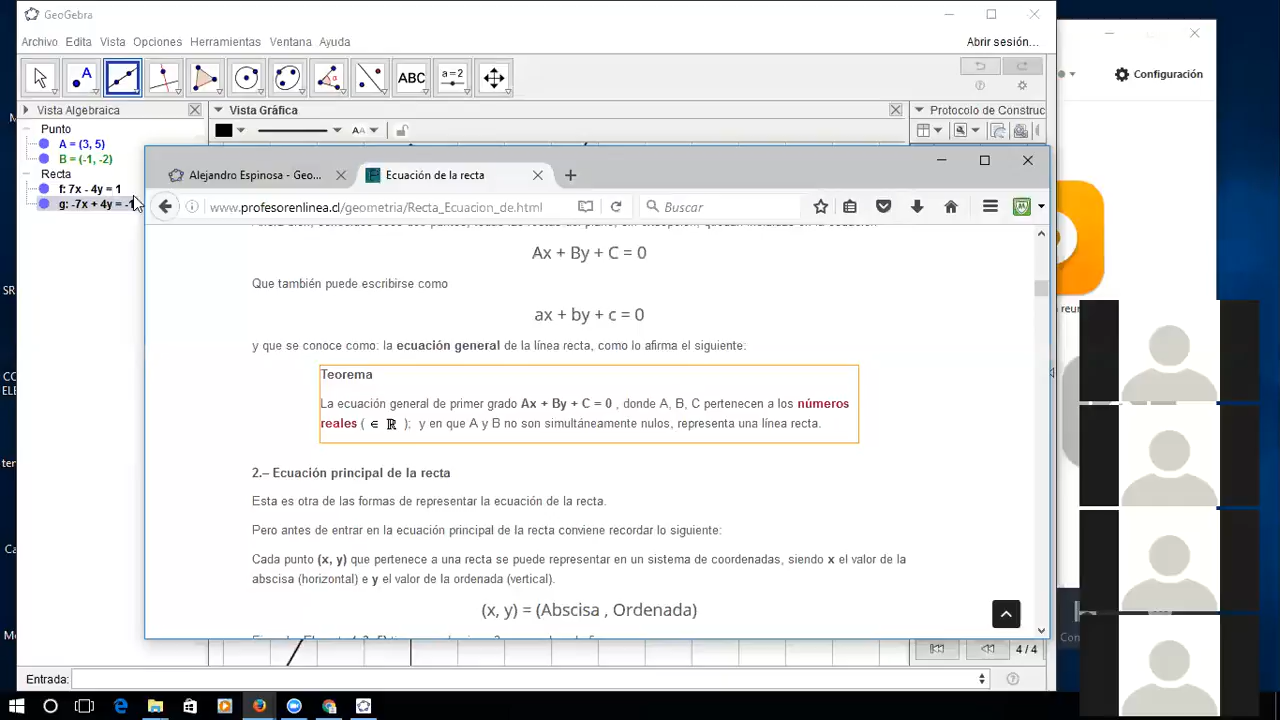 GeoGebra
Archivo Edita Vista Opciones Herramientas Ventana Ayuda
Abrir sesión...
Configuración
A
ABC
a=2
Vista Algebraica
Vista Gráfica
Protocolo de Construc
AA
Punto
A = (3, 5)
B = (-1, -2)
Recta
f: 7x - 4y = 1
g: -7x + 4y = -1
Alejandro Espinosa - Geo...
Ecuación de la recta
www.profesorenlinea.cl/geometria/Recta_Ecuacion_de.html
Buscar
Ax + By + C = 0
Que también puede escribirse como
ax + by + c = 0
y que se conoce como: la ecuación general de la línea recta, como lo afirma el siguiente:
Teorema
La ecuación general de primer grado Ax + By + C = 0 , donde A, B, C pertenecen a los números
reales ( ∈ ℝ ); y en que A y B no son simultáneamente nulos, representa una línea recta.
2.– Ecuación principal de la recta
Esta es otra de las formas de representar la ecuación de la recta.
Pero antes de entrar en la ecuación principal de la recta conviene recordar lo siguiente:
Cada punto (x, y) que pertenece a una recta se puede representar en un sistema de coordenadas, siendo x el valor de la
abscisa (horizontal) e y el valor de la ordenada (vertical).
(x, y) = (Abscisa , Ordenada)
4 / 4
Entrada: